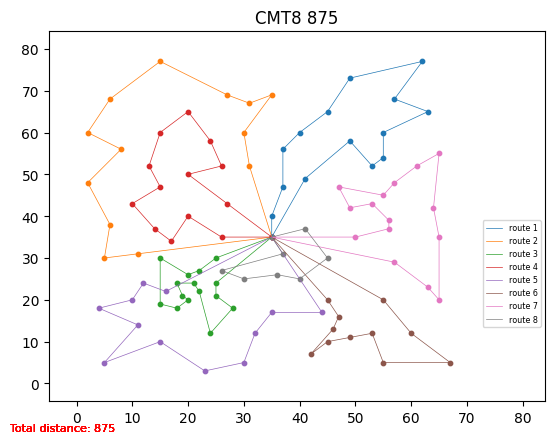 CMT8 875
80
70
60
50
40
30
20
10
0
route 1
route 2
route 3
route 4
route 5
route 6
route 7
route 8
0 10 20 30 40 50 60 70 80
Total distance: 875